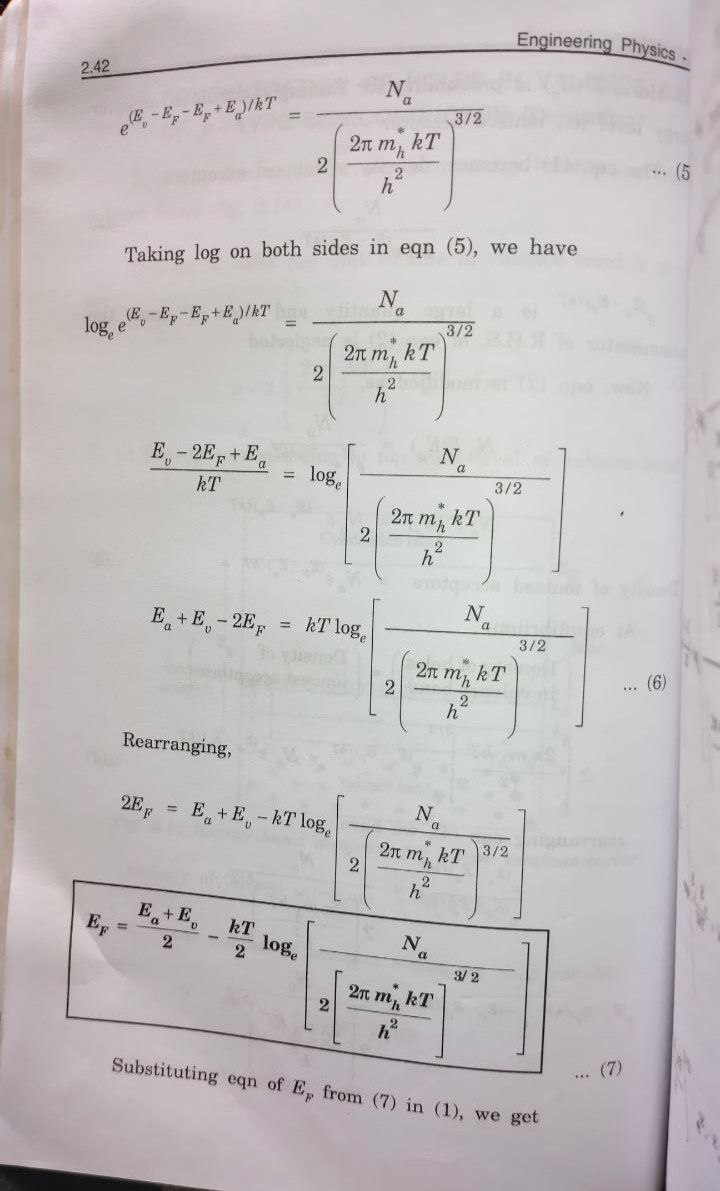 Engineering Physics -
2.42
e^{(E_v - E_F - E_F + E_a)/kT} = \frac{N_a}{2\left(\frac{2\pi m_h^* kT}{h^2}\right)^{3/2}} ... (5
Taking log on both sides in eqn (5), we have
log_e e^{(E_v - E_F - E_F + E_a)/kT} = \frac{N_a}{2\left(\frac{2\pi m_h^* kT}{h^2}\right)^{3/2}}
\frac{E_v - 2E_F + E_a}{kT} = log_e \left[\frac{N_a}{2\left(\frac{2\pi m_h^* kT}{h^2}\right)^{3/2}}\right]
E_a + E_v - 2E_F = kT log_e \left[\frac{N_a}{2\left(\frac{2\pi m_h^* kT}{h^2}\right)^{3/2}}\right] ... (6)
Rearranging,
2E_F = E_a + E_v - kT log_e \left[\frac{N_a}{2\left(\frac{2\pi m_h^* kT}{h^2}\right)^{3/2}}\right]
E_F = \frac{E_a + E_v}{2} - \frac{kT}{2} log_e \left[\frac{N_a}{2\left[\frac{2\pi m_h^* kT}{h^2}\right]^{3/2}}\right] ... (7)
Substituting eqn of E_F from (7) in (1), we get